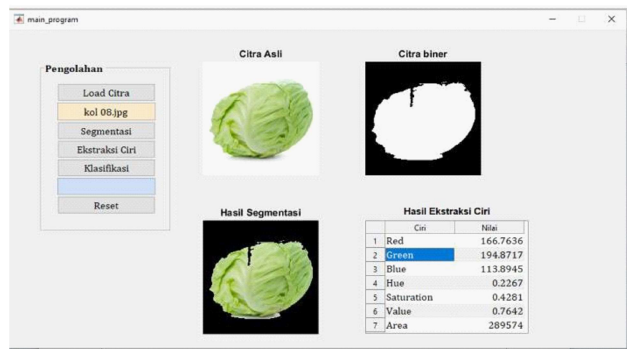 main_program
Pengolahan
Load Citra
kol 08.jpg
Segmentasi
Ekstraksi Ciri
Klasifikasi
Reset
Citra Asli
Citra biner
Hasil Segmentasi
Hasil Ekstraksi Ciri
Ciri Nilai
1 Red 166.7636
2 Green 194.8717
3 Blue 113.8945
4 Hue 0.2267
5 Saturation 0.4281
6 Value 0.7642
7 Area 289574